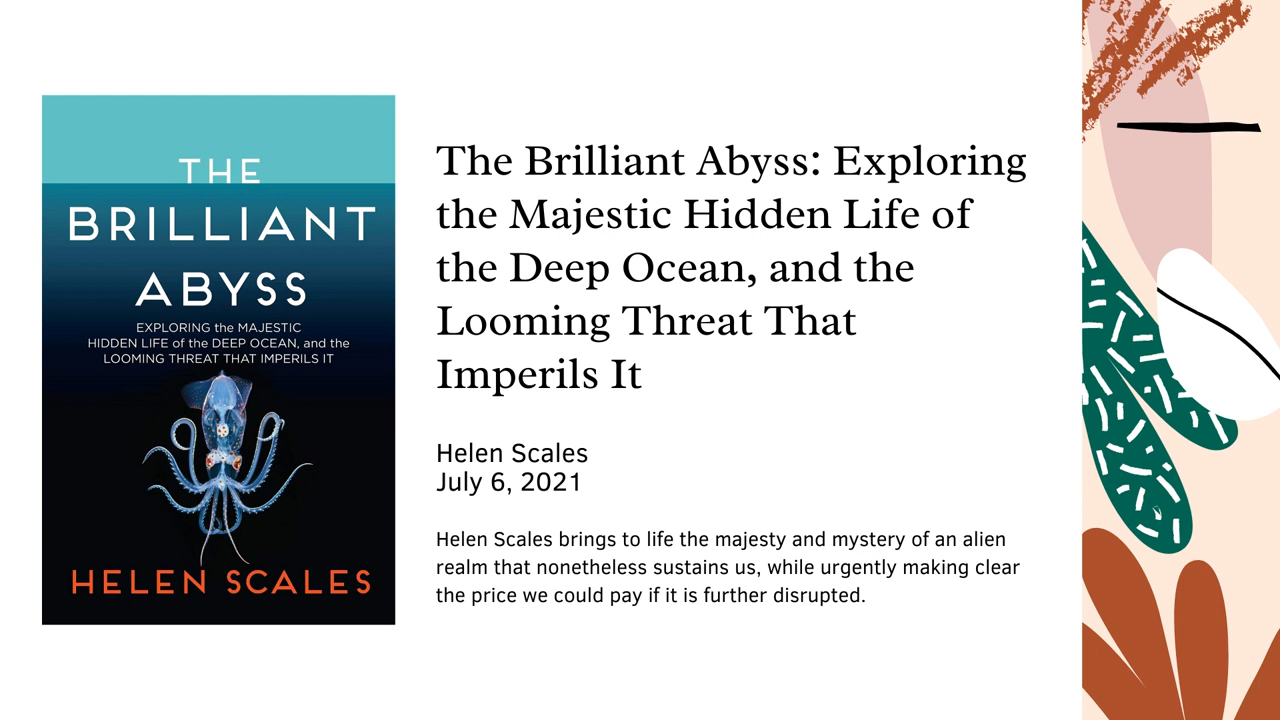 THE
BRILLIANT
ABYSS
EXPLORING the MAJESTIC
HIDDEN LIFE of the DEEP OCEAN, and the
LOOMING THREAT THAT IMPERILS IT
HELEN SCALES
The Brilliant Abyss: Exploring
the Majestic Hidden Life of
the Deep Ocean, and the
Looming Threat That
Imperils It
Helen Scales
July 6, 2021
Helen Scales brings to life the majesty and mystery of an alien
realm that nonetheless sustains us, while urgently making clear
the price we could pay if it is further disrupted.